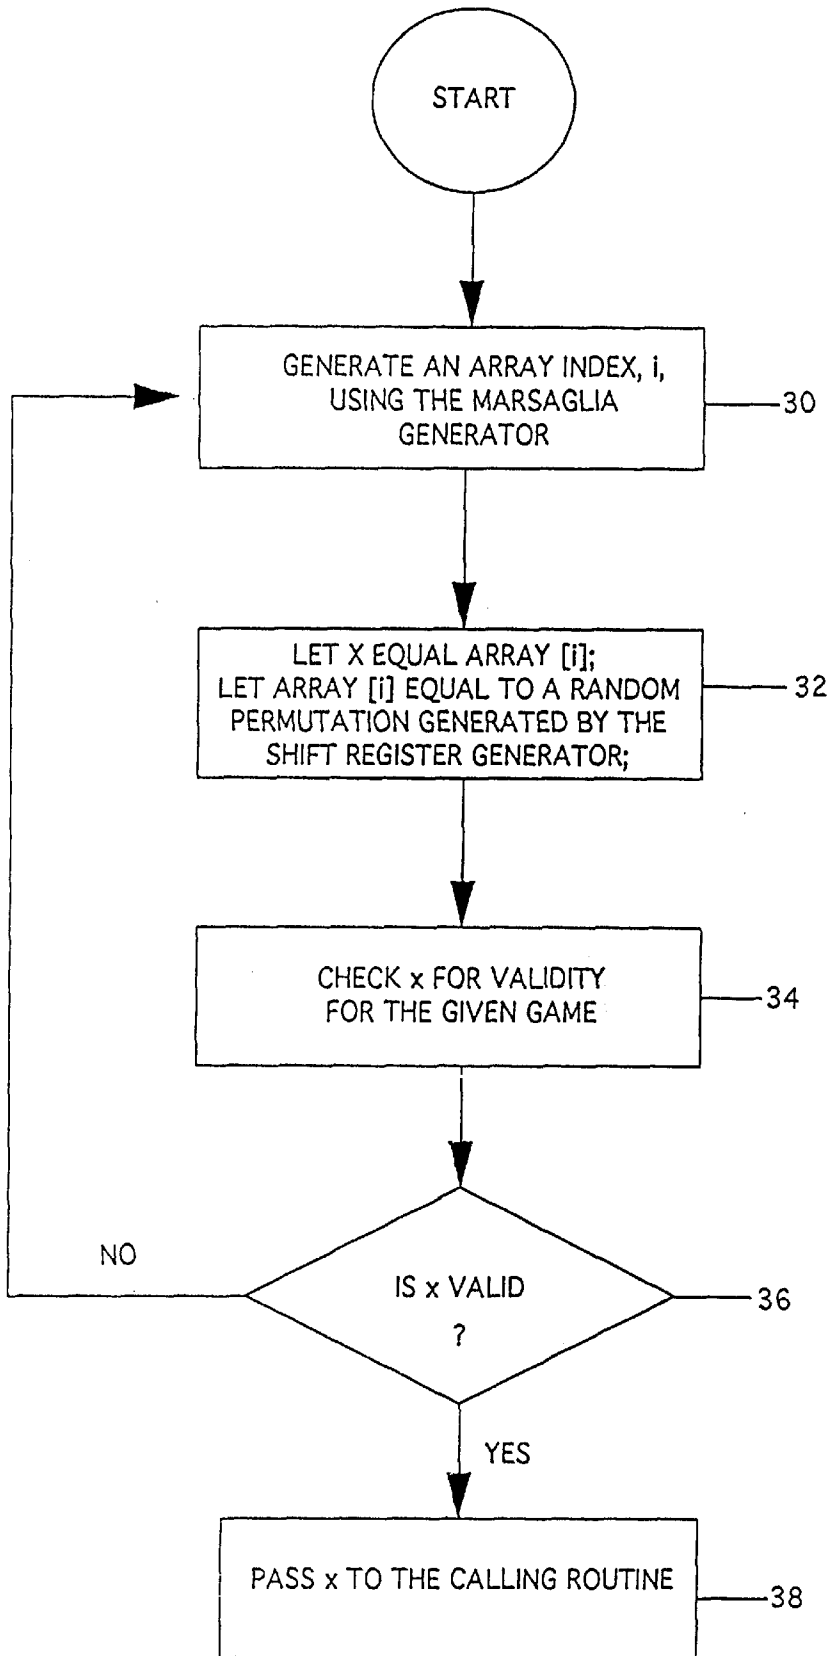 START
GENERATE AN ARRAY INDEX, i,
USING THE MARSAGLIA
GENERATOR
30
LET X EQUAL ARRAY [i];
LET ARRAY [i] EQUAL TO A RANDOM
PERMUTATION GENERATED BY THE
SHIFT REGISTER GENERATOR;
32
CHECK x FOR VALIDITY
FOR THE GIVEN GAME
34
NO
IS x VALID
?
36
YES
PASS x TO THE CALLING ROUTINE
38